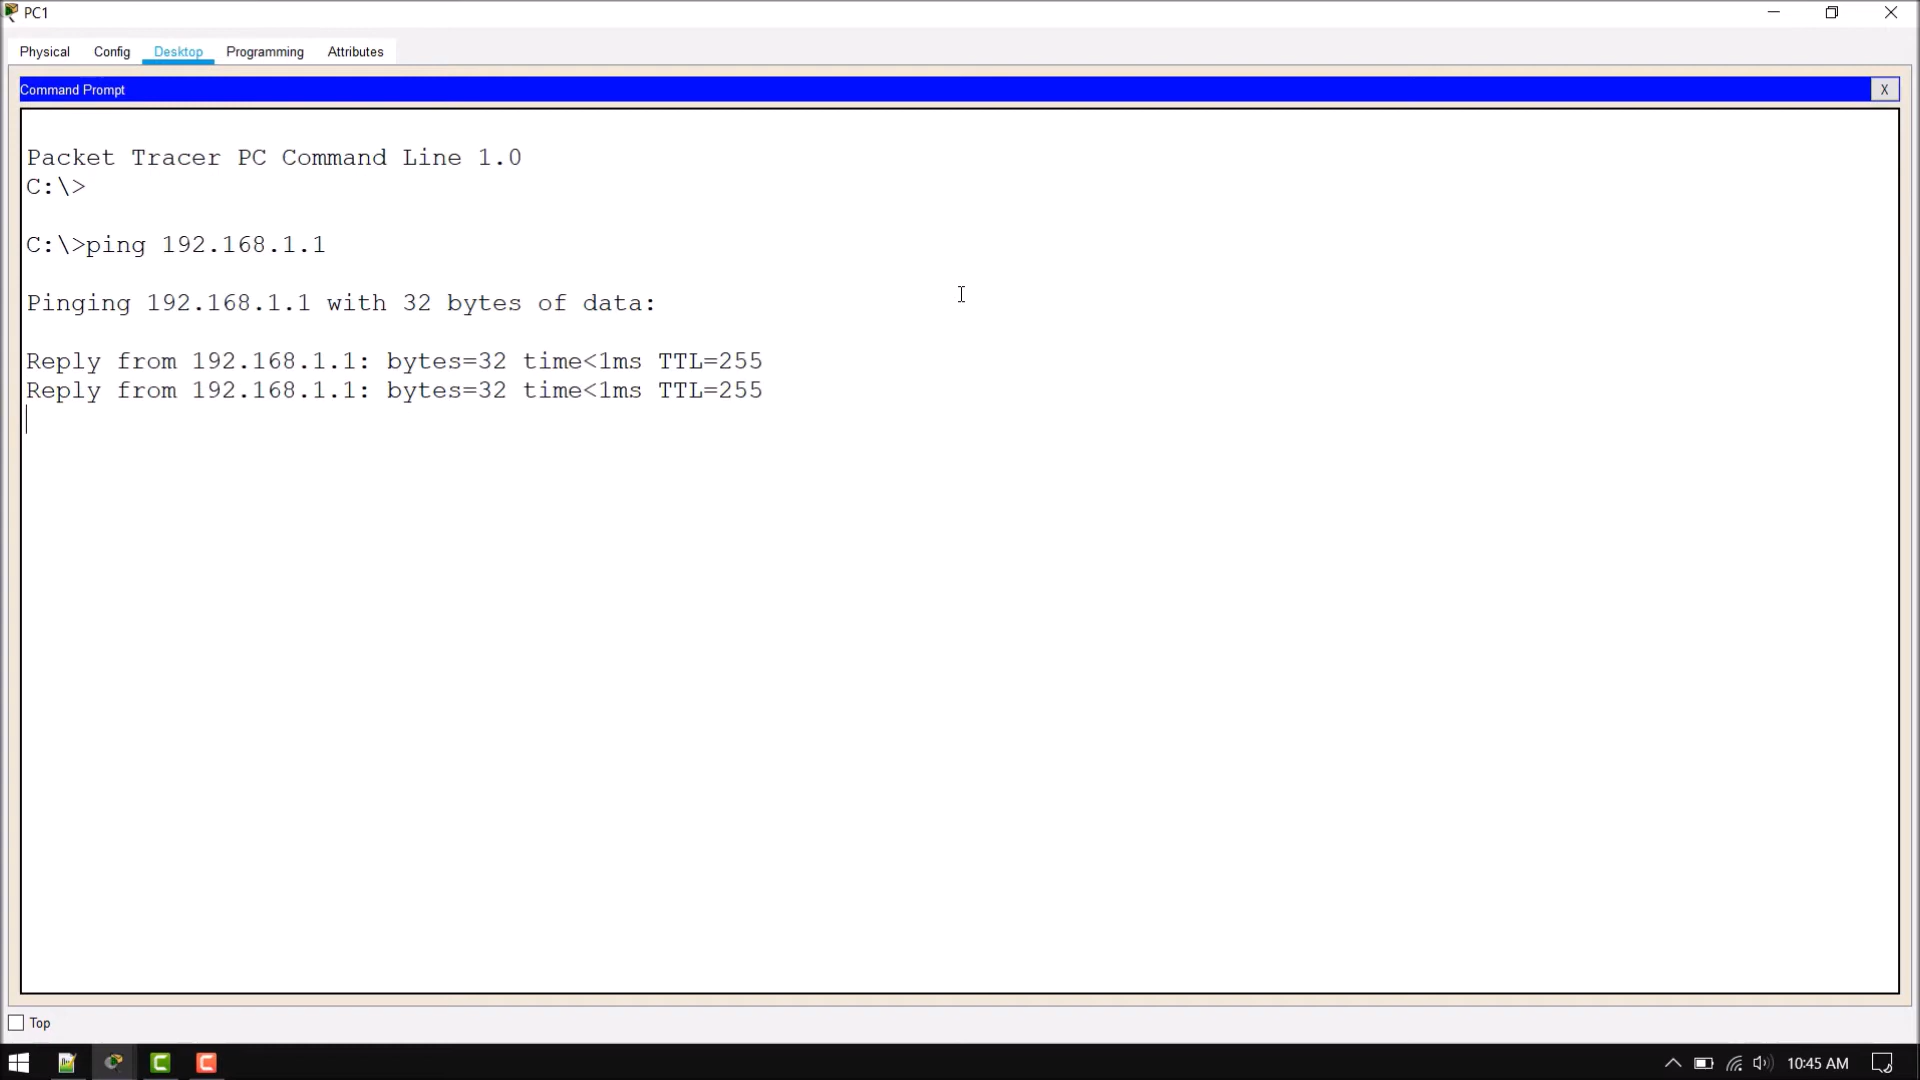 PC1
Physical Config Desktop Programming Attributes
Command Prompt
X
Packet Tracer PC Command Line 1.0
C:\>
C:\>ping 192.168.1.1
Pinging 192.168.1.1 with 32 bytes of data:
Reply from 192.168.1.1: bytes=32 time<1ms TTL=255
Reply from 192.168.1.1: bytes=32 time<1ms TTL=255
Top
10:45 AM